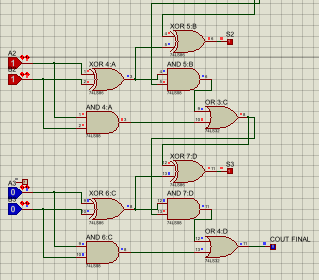 XOR 5:B
S2
74LS86
A2
XOR 4:A
AND 5:B
1
1
74LS86
74LS08
OR 3:C
AND 4:A
74LS32
74LS08
XOR 7:D
S3
74LS86
A3
XOR 6:C
AND 7:D
0
0
74LS86
74LS08
OR 4:D
COUT FINAL
AND 6:C
74LS32
74LS08